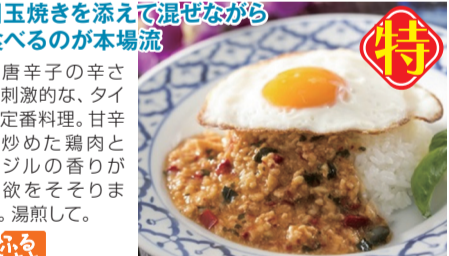 玉焼きを添えて混ぜながら
べるのが本場流
唐辛子の辛さ
刺激的な、タイ
定番料理。甘辛
炒めた鶏肉と
ジルの香りが
欲をそそりま
。湯煎して。
ふる
特